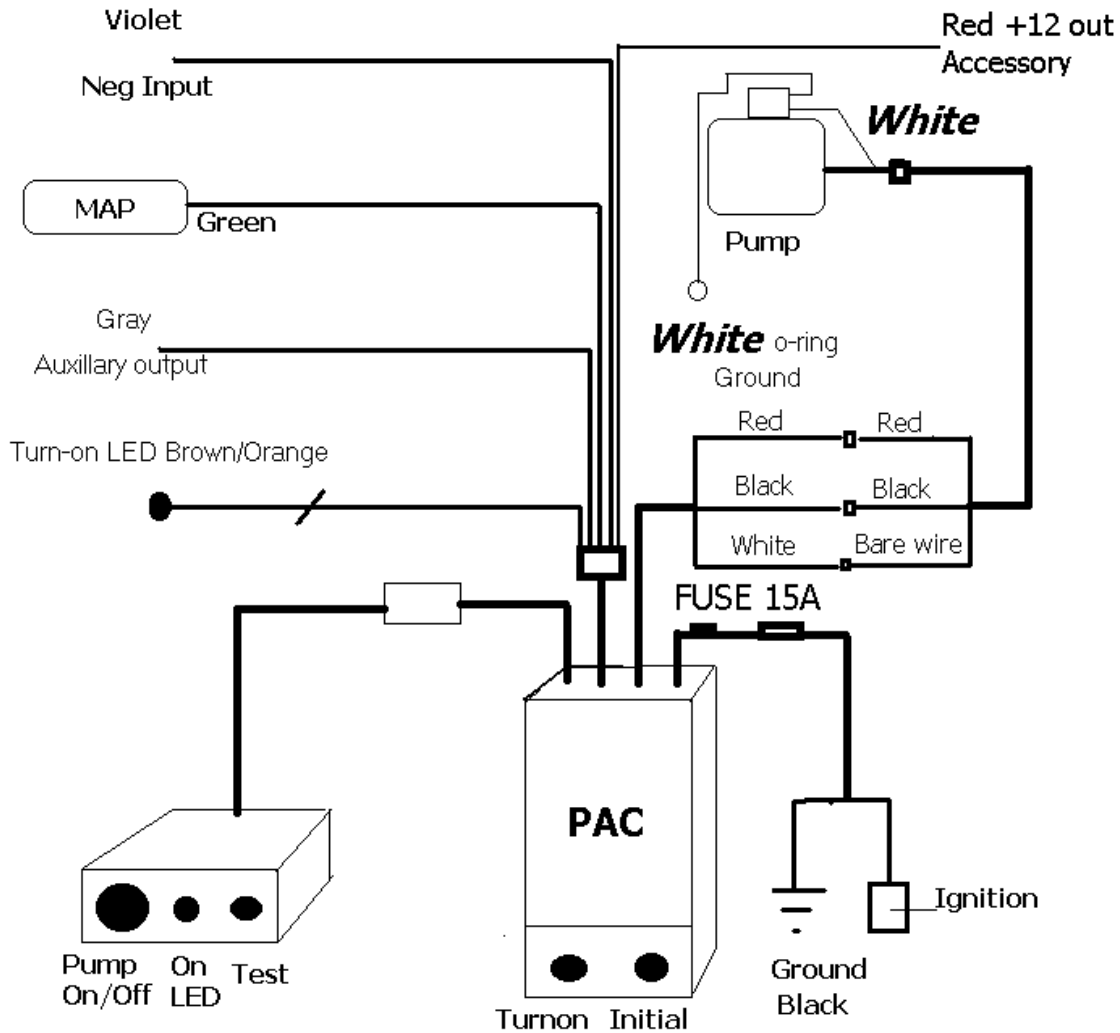 Violet
Neg Input
Red +12 out
Accessory
White
MAP
Green
Pump
Gray
Auxillary output
White o-ring
Ground
Turn-on LED Brown/Orange
Red Red
Black Black
White Bare wire
FUSE 15A
PAC
Ignition
Pump
On/Off
On
LED
Test
Ground
Black
Turnon Initial